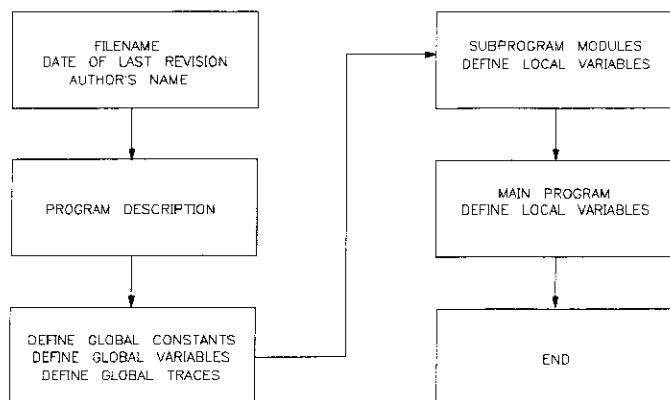 FILENAME
DATE OF LAST REVISION
AUTHOR'S NAME
PROGRAM DESCRIPTION
DEFINE GLOBAL CONSTANTS
DEFINE GLOBAL VARIABLES
DEFINE GLOBAL TRACES
SUBPROGRAM MODULES
DEFINE LOCAL VARIABLES
MAIN PROGRAM
DEFINE LOCAL VARIABLES
END